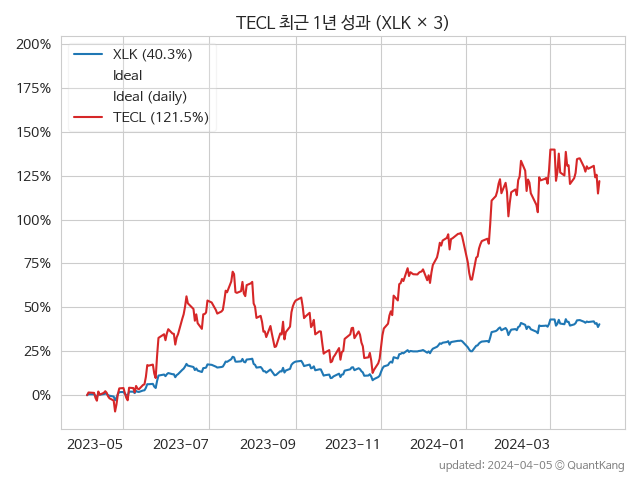 TECL 최근 1년 성과 (XLK × 3)
200%
175%
150%
125%
100%
75%
50%
25%
0%
XLK (40.3%)
Ideal
Ideal (daily)
TECL (121.5%)
2023-05 2023-07 2023-09 2023-11 2024-01 2024-03
updated: 2024-04-05 © QuantKang